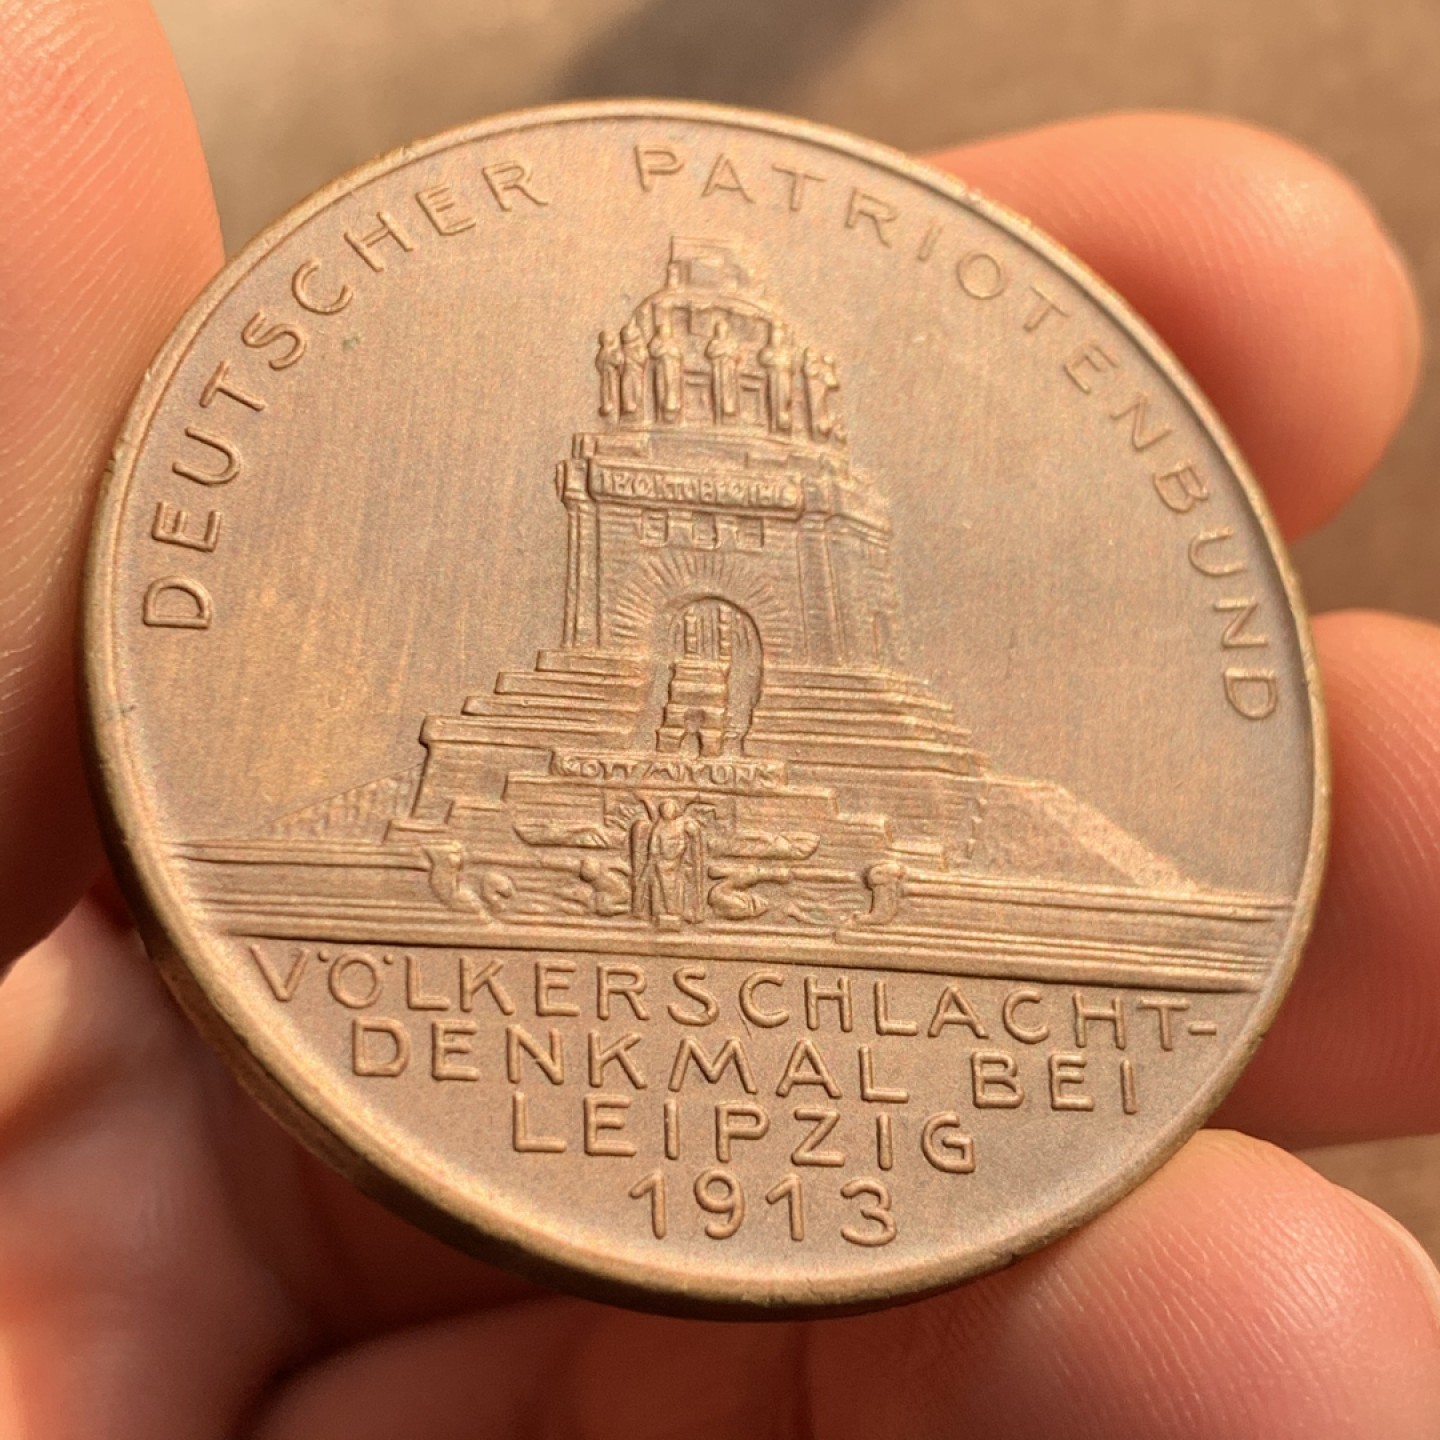 DEUTSCHER PATRIOTENBUND
VÖLKERSCHLACHT-
DENKMAL BEI
LEIPZIG
1913